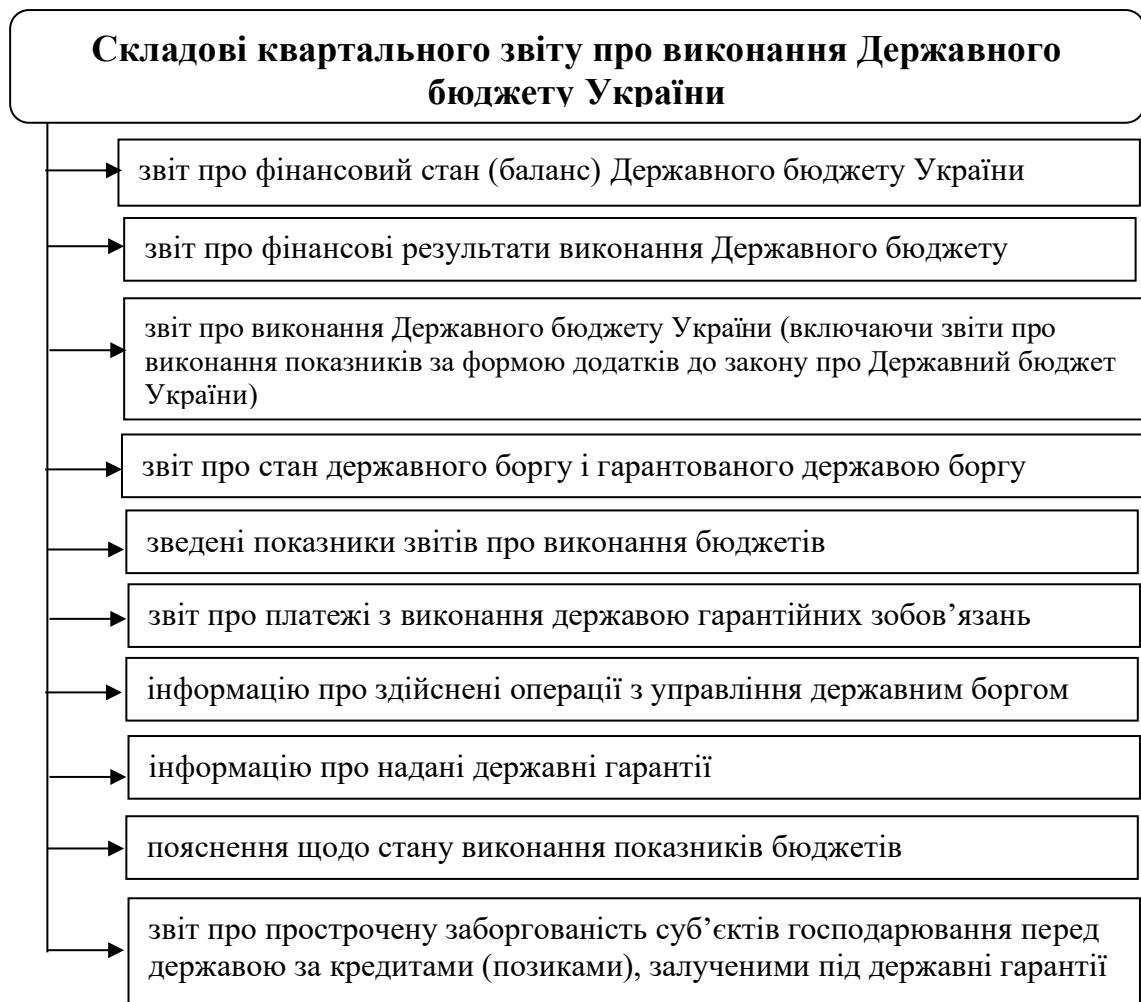 Складові квартального звіту про виконання Державного
бюджету України
звіт про фінансовий стан (баланс) Державного бюджету України
звіт про фінансові результати виконання Державного бюджету
звіт про виконання Державного бюджету України (включаючи звіти про
виконання показників за формою додатків до закону про Державний бюджет
України)
звіт про стан державного боргу і гарантованого державою боргу
зведені показники звітів про виконання бюджетів
звіт про платежі з виконання державою гарантійних зобов’язань
інформацію про здійснені операції з управління державним боргом
інформацію про надані державні гарантії
пояснення щодо стану виконання показників бюджетів
звіт про прострочену заборгованість суб’єктів господарювання перед
державою за кредитами (позиками), залученими під державні гарантії